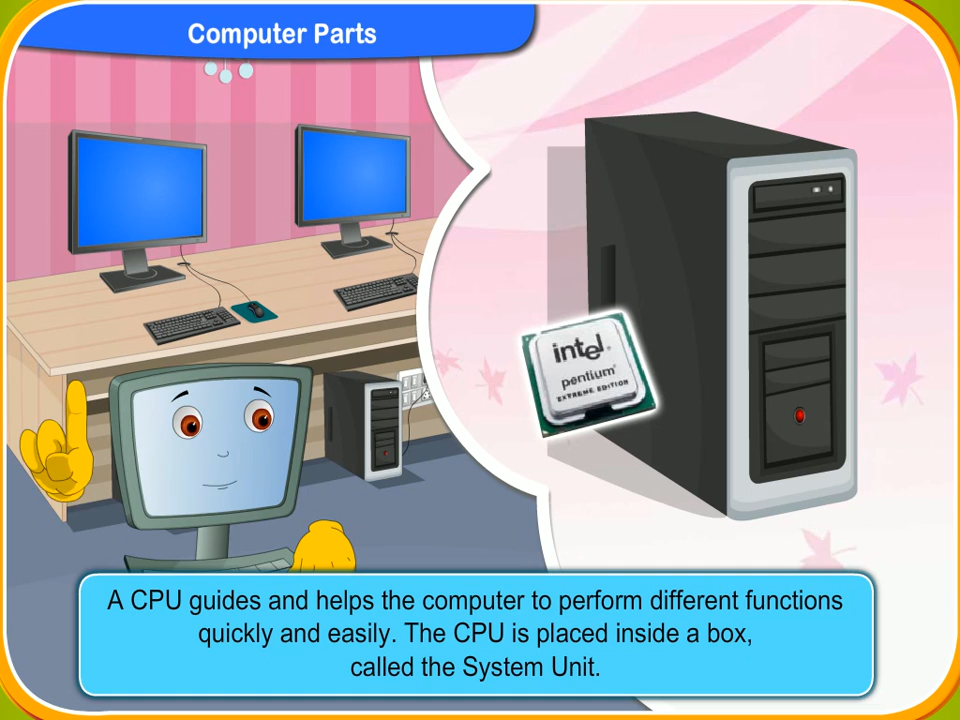 Computer Parts
intel
pentium
EXTREME EDITION
A CPU guides and helps the computer to perform different functions
quickly and easily. The CPU is placed inside a box,
called the System Unit.